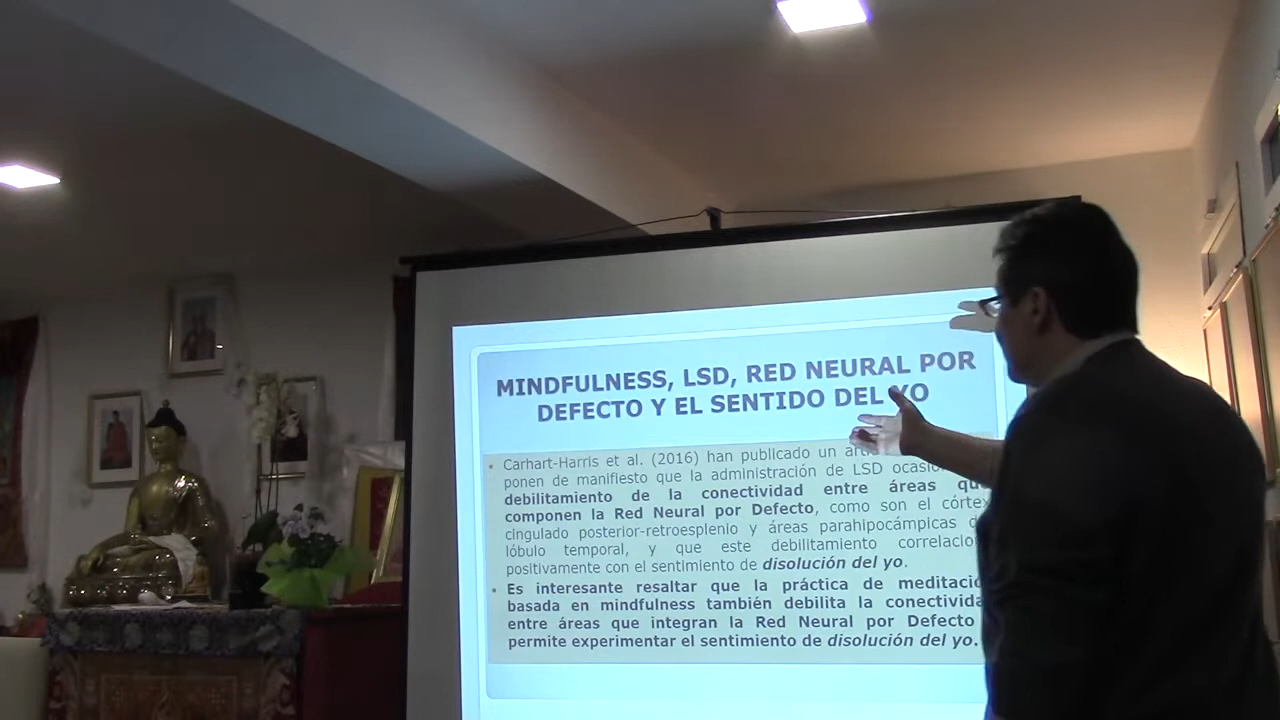 MINDFULNESS, LSD, RED NEURAL POR
DEFECTO Y EL SENTIDO DEL YO
Carhart-Harris et al. (2016) han publicado un
ponen de manifiesto que la administración de LSD
debilitamiento de la conectividad entre áreas
componen la Red Neural por Defecto, como son el córtex
cingulado posterior-retroesplenio y áreas parahipocámpicas
lóbulo temporal, y que este debilitamiento
positivamente con el sentimiento de disolución del yo.
Es interesante resaltar que la práctica de
basada en mindfulness también debilita la
entre áreas que integran la Red Neural por Defecto
permite experimentar el sentimiento de disolución del yo.